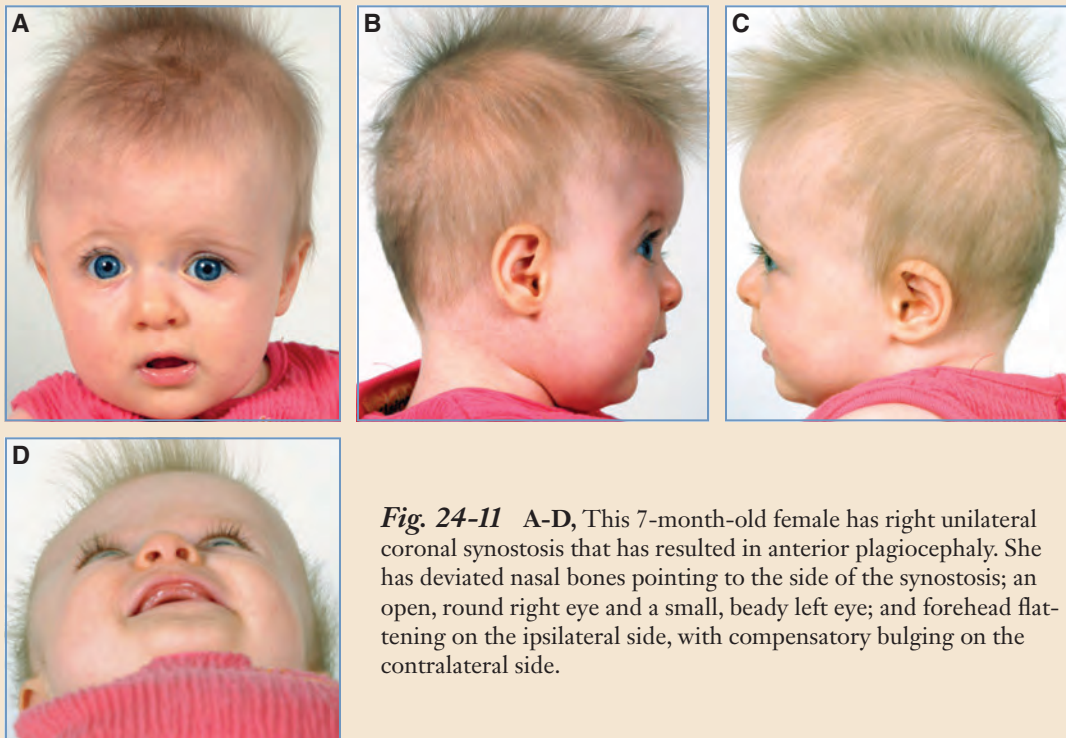 A
B
C
D
Fig. 24-11 A-D, This 7-month-old female has right unilateral
coronal synostosis that has resulted in anterior plagiocephaly. She
has deviated nasal bones pointing to the side of the synostosis; an
open, round right eye and a small, beady left eye; and forehead flat-
tening on the ipsilateral side, with compensatory bulging on the
contralateral side.